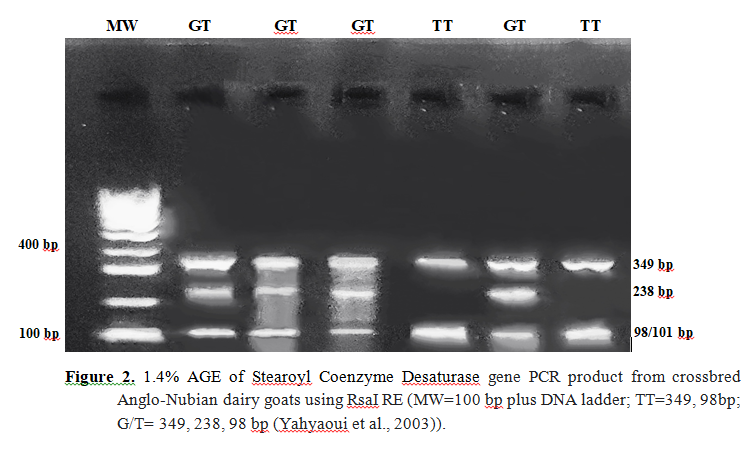 MW GT GT GT TT GT TT
400 bp
349 bp
238 bp
100 bp
98/101 bp
Figure 2. 1.4% AGE of Stearoyl Coenzyme Desaturase gene PCR product from crossbred
Anglo-Nubian dairy goats using RsaI RE (MW=100 bp plus DNA ladder; TT=349, 98bp;
G/T= 349, 238, 98 bp (Yahyaoui et al., 2003)).